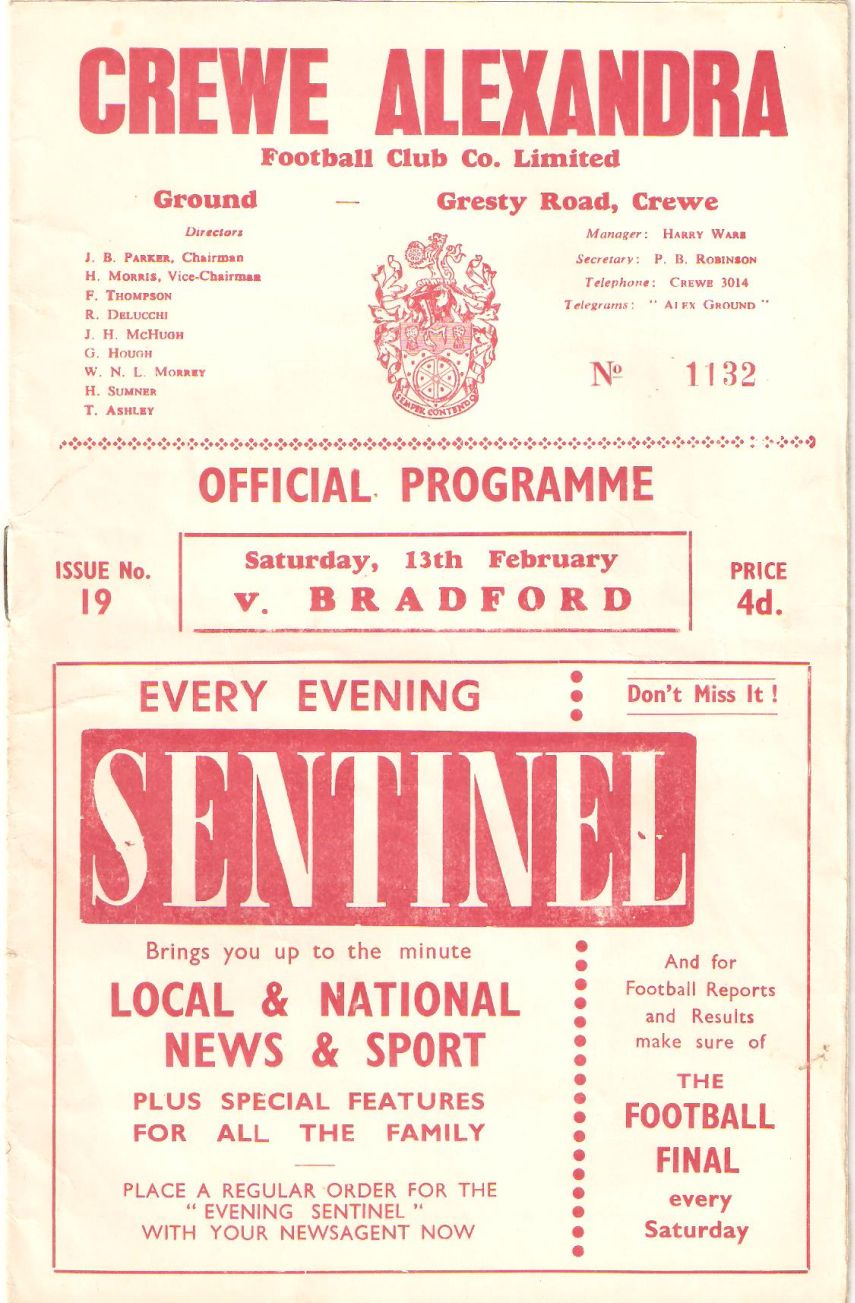 CREWE ALEXANDRA
Football Club Co. Limited
Ground — Gresty Road, Crewe
Directors
J. B. PARKER, Chairman
H. MORRIS, Vice-Chairman
F. THOMPSON
R. DELUCCHI
J. H. MCHUGH
G. HOUGH
W. N. L. MORREY
H. SUMNER
T. ASHLEY
SEMPER CONTENDO
Manager: HARRY WARE
Secretary: P. B. ROBINSON
Telephone: CREWE 3014
Telegrams: "ALEX GROUND"
Nº 1132
OFFICIAL PROGRAMME
ISSUE No.
19
Saturday, 13th February
v. BRADFORD
PRICE
4d.
EVERY EVENING
SENTINEL
Brings you up to the minute
LOCAL & NATIONAL
NEWS & SPORT
PLUS SPECIAL FEATURES
FOR ALL THE FAMILY
PLACE A REGULAR ORDER FOR THE
"EVENING SENTINEL"
WITH YOUR NEWSAGENT NOW
Don't Miss It!
And for
Football Reports
and Results
make sure of
THE
FOOTBALL
FINAL
every
Saturday